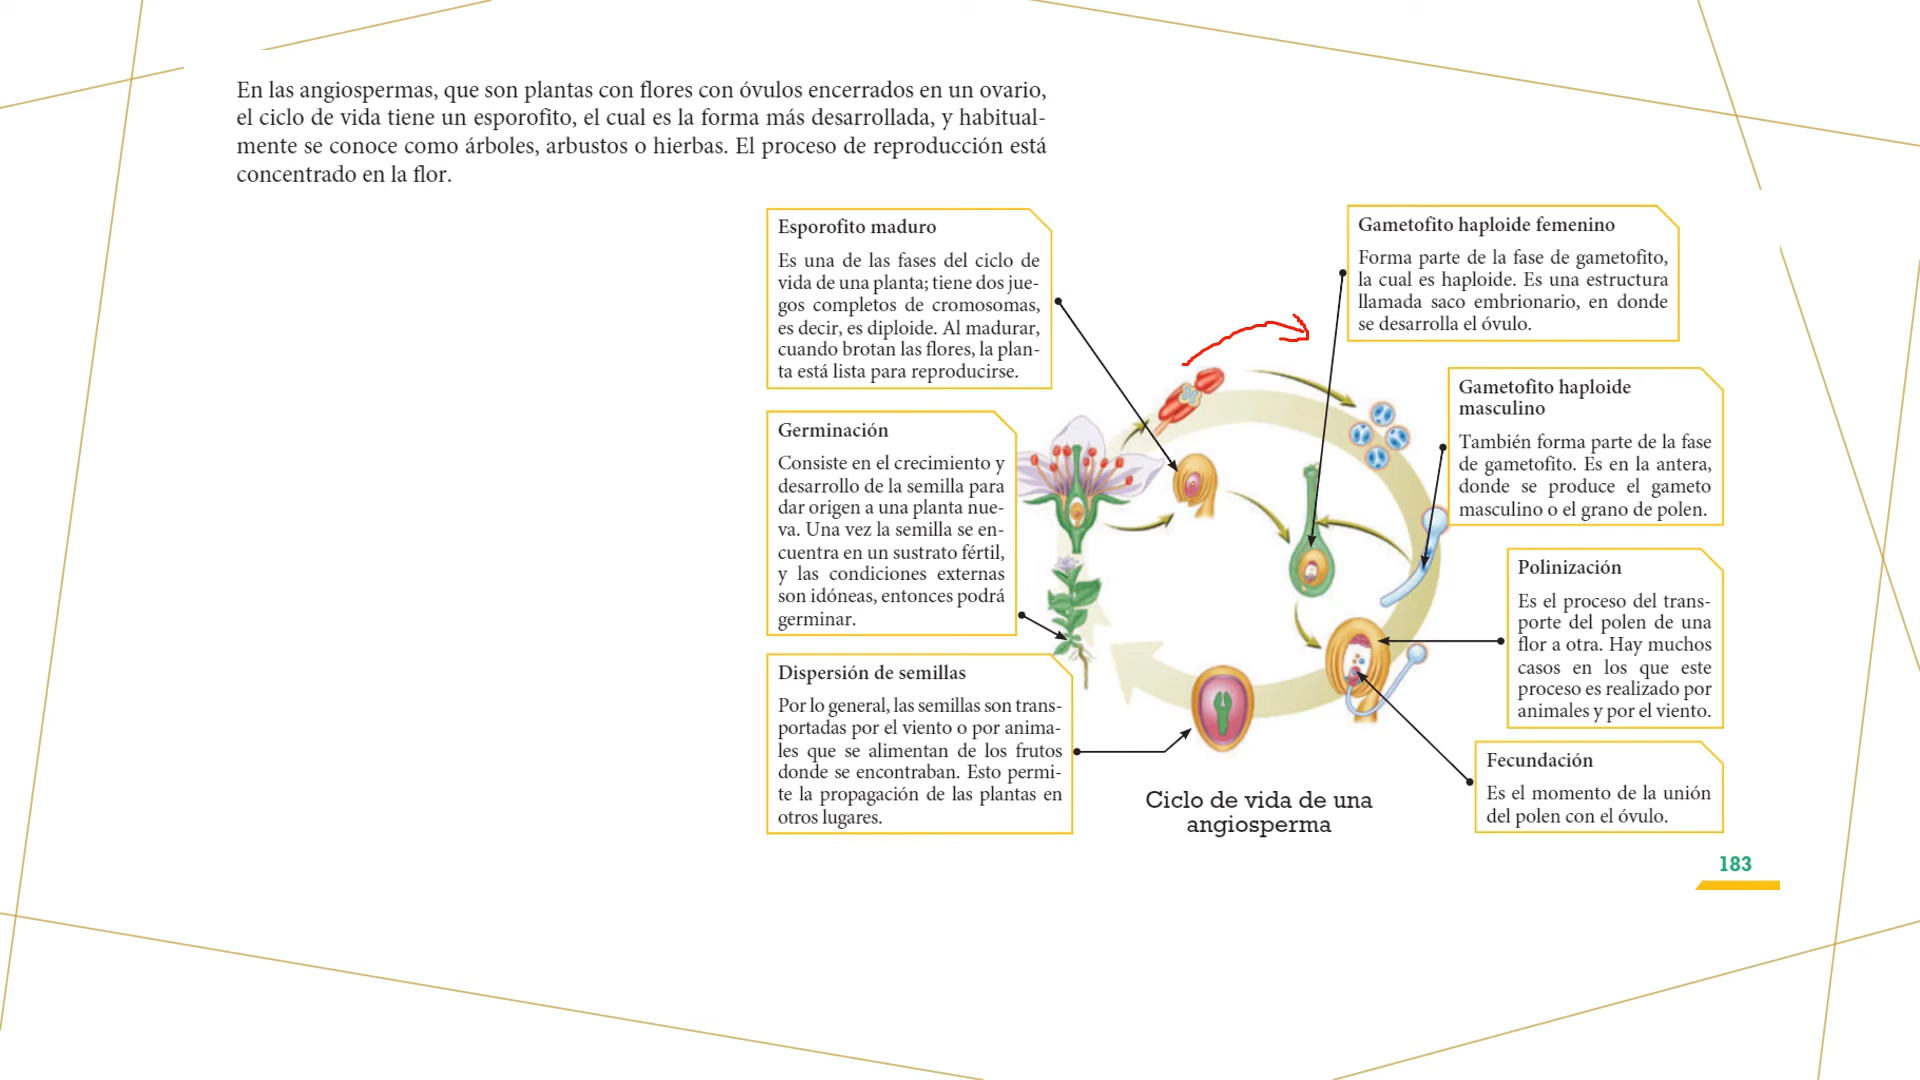 En las angiospermas, que son plantas con flores con óvulos encerrados en un ovario,
el ciclo de vida tiene un esporofito, el cual es la forma más desarrollada, y habitual-
mente se conoce como árboles, arbustos o hierbas. El proceso de reproducción está
concentrado en la flor.
Esporofito maduro
Es una de las fases del ciclo de
vida de una planta; tiene dos jue-
gos completos de cromosomas,
es decir, es diploide. Al madurar,
cuando brotan las flores, la plan-
ta está lista para reproducirse.
Germinación
Consiste en el crecimiento y
desarrollo de la semilla para
dar origen a una planta nue-
va. Una vez la semilla se en-
cuentra en un sustrato fértil,
y las condiciones externas
son idóneas, entonces podrá
germinar.
Dispersión de semillas
Por lo general, las semillas son trans-
portadas por el viento o por anima-
les que se alimentan de los frutos
donde se encontraban. Esto permi-
te la propagación de las plantas en
otros lugares.
Gametofito haploide femenino
Forma parte de la fase de gametofito,
la cual es haploide. Es una estructura
llamada saco embrionario, en donde
se desarrolla el óvulo.
Gametofito haploide
masculino
También forma parte de la fase
de gametofito. Es en la antera,
donde se produce el gameto
masculino o el grano de polen.
Polinización
Es el proceso del trans-
porte del polen de una
flor a otra. Hay muchos
casos en los que este
proceso es realizado por
animales y por el viento.
Fecundación
Es el momento de la unión
del polen con el óvulo.
Ciclo de vida de una
angiosperma
183